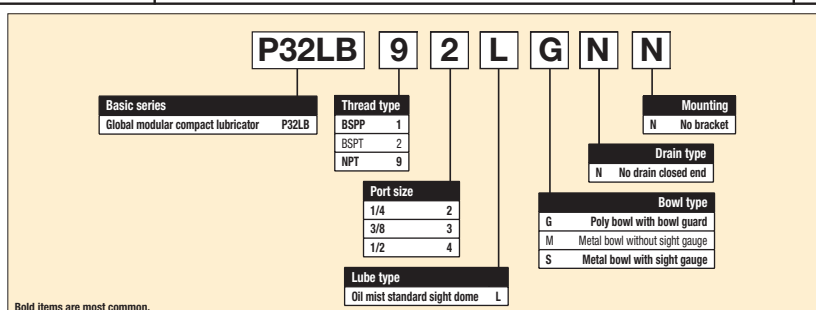 P32LB 9 2 L G N N
Basic series
Global modular compact lubricator P32LB
Thread type
BSPP 1
BSPT 2
NPT 9
Port size
1/4 2
3/8 3
1/2 4
Lube type
Oil mist standard sight dome L
Mounting
N No bracket
Drain type
N No drain closed end
Bowl type
G Poly bowl with bowl guard
M Metal bowl without sight gauge
S Metal bowl with sight gauge
Bold items are most common.